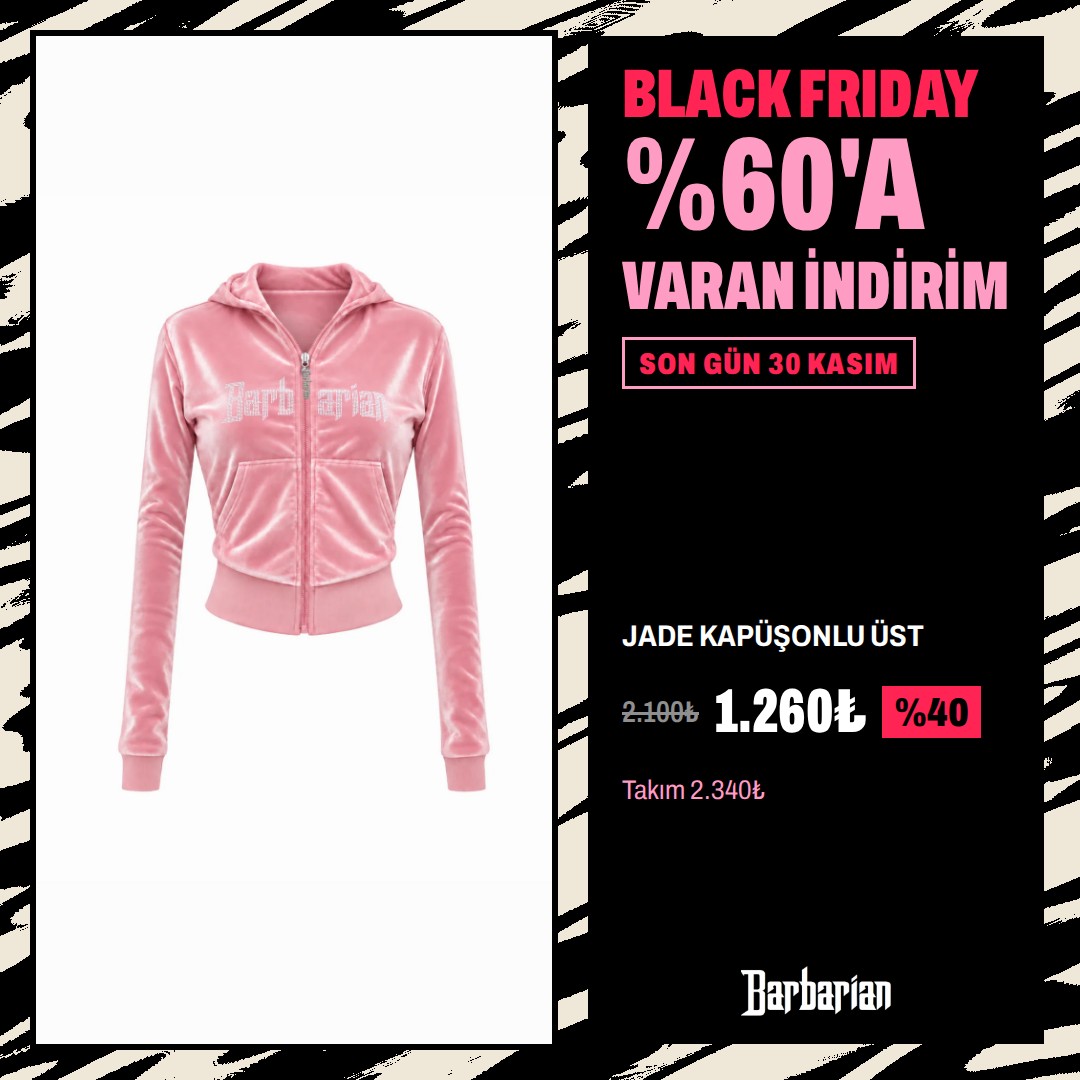 Barbarian
BLACK FRIDAY
%60'A
VARAN İNDİRİM
SON GÜN 30 KASIM
JADE KAPÜŞONLU ÜST
2.100₺ 1.260₺ %40
Takım 2.340₺
Barbarian